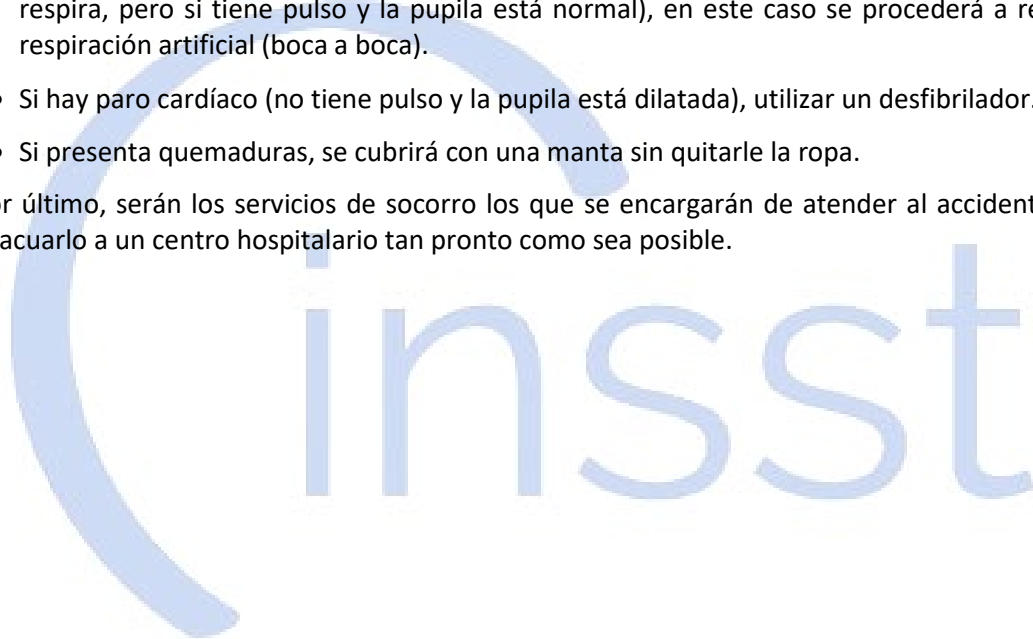 respira, pero si tiene pulso y la pupila está normal), en este caso se procederá a re
respiración artificial (boca a boca).
• Si hay paro cardíaco (no tiene pulso y la pupila está dilatada), utilizar un desfibrilador.
• Si presenta quemaduras, se cubrirá con una manta sin quitarle la ropa.
or último, serán los servicios de socorro los que se encargarán de atender al accident
acuarlo a un centro hospitalario tan pronto como sea posible.
insst